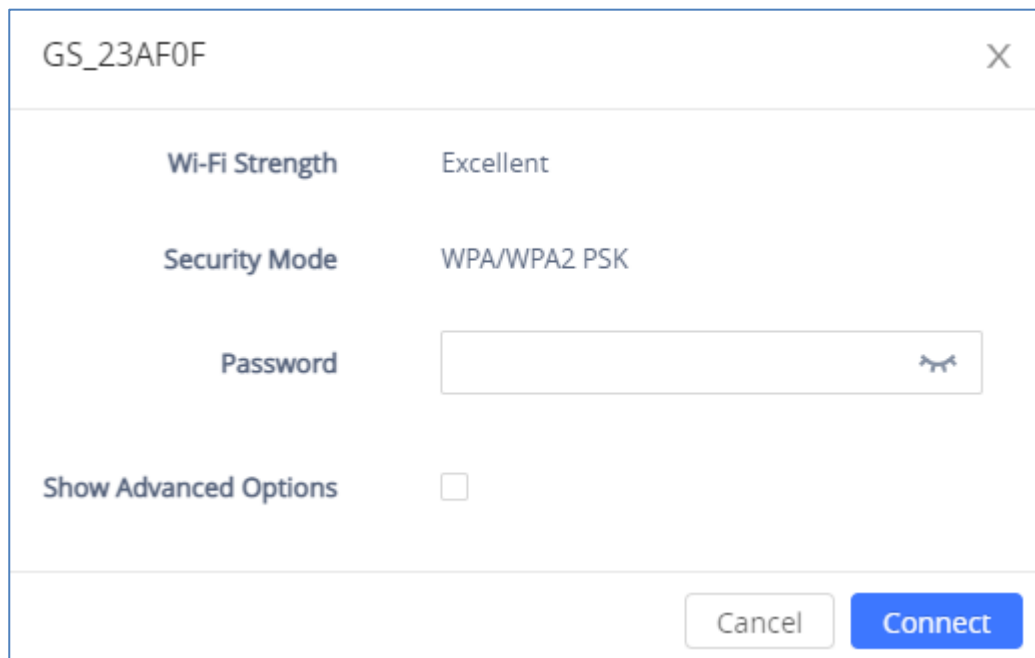 GS_23AF0F X
Wi-Fi Strength Excellent
Security Mode WPA/WPA2 PSK
Password
Show Advanced Options
Cancel Connect